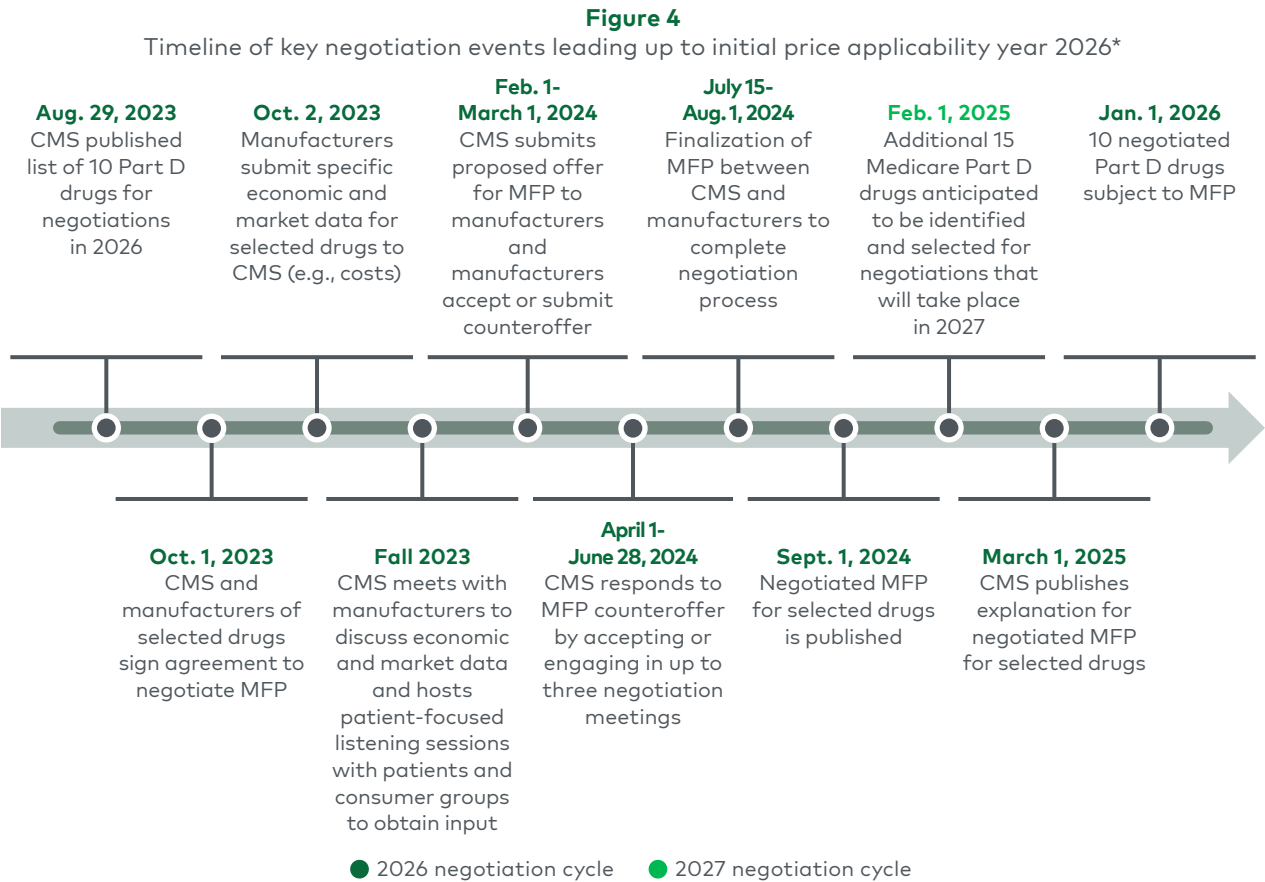 Figure 4
Timeline of key negotiation events leading up to initial price applicability year 2026*
Aug. 29, 2023
CMS published
list of 10 Part D
drugs for
negotiations
in 2026
Oct. 2, 2023
Manufacturers
submit specific
economic and
market data for
selected drugs to
CMS (e.g., costs)
Feb. 1-
March 1, 2024
CMS submits
proposed offer
for MFP to
manufacturers
and
manufacturers
accept or submit
counteroffer
July 15-
Aug. 1, 2024
Finalization of
MFP between
CMS and
manufacturers to
complete
negotiation
process
Feb. 1, 2025
Additional 15
Medicare Part D
drugs anticipated
to be identified
and selected for
negotiations that
will take place
in 2027
Jan. 1, 2026
10 negotiated
Part D drugs
subject to MFP
Oct. 1, 2023
CMS and
manufacturers of
selected drugs
sign agreement to
negotiate MFP
Fall 2023
CMS meets with
manufacturers to
discuss economic
and market data
and hosts
patient-focused
listening sessions
with patients and
consumer groups
to obtain input
April 1-
June 28, 2024
CMS responds to
MFP counteroffer
by accepting or
engaging in up to
three negotiation
meetings
Sept. 1, 2024
Negotiated MFP
for selected drugs
is published
March 1, 2025
CMS publishes
explanation for
negotiated MFP
for selected drugs
2026 negotiation cycle
2027 negotiation cycle